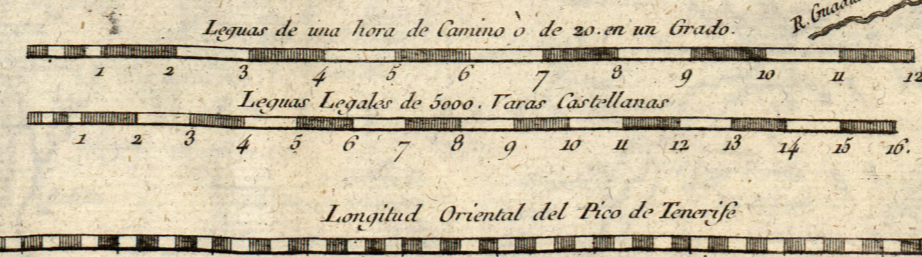 Leguas de una hora de Camino ò de 20. en un Grado.
1 2 3 4 5 6 7 8 9 10 11 12
Leguas Legales de 5000. Varas Castellanas
1 2 3 4 5 6 7 8 9 10 11 12 13 14 15 16.
Longitud Oriental del Pico de Tenerife